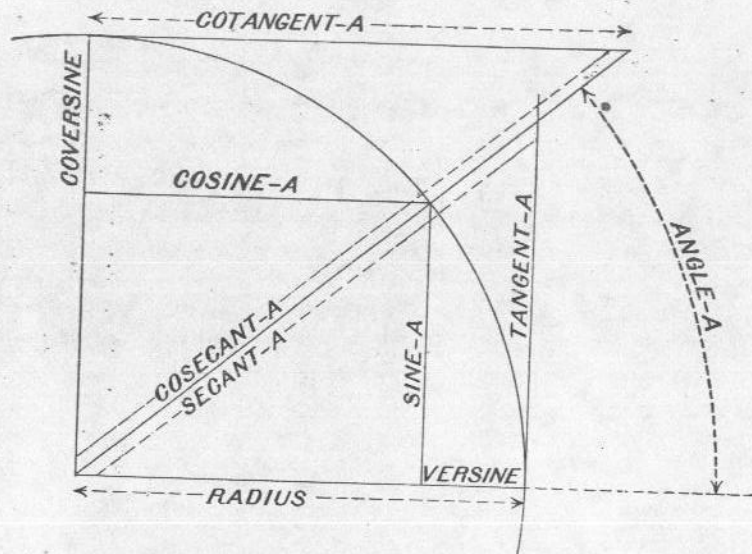 COTANGENT-A
COVERSINE
COSINE-A
TANGENT-A
ANGLE-A
COSECANT-A
SECANT-A
SINE-A
VERSINE
RADIUS